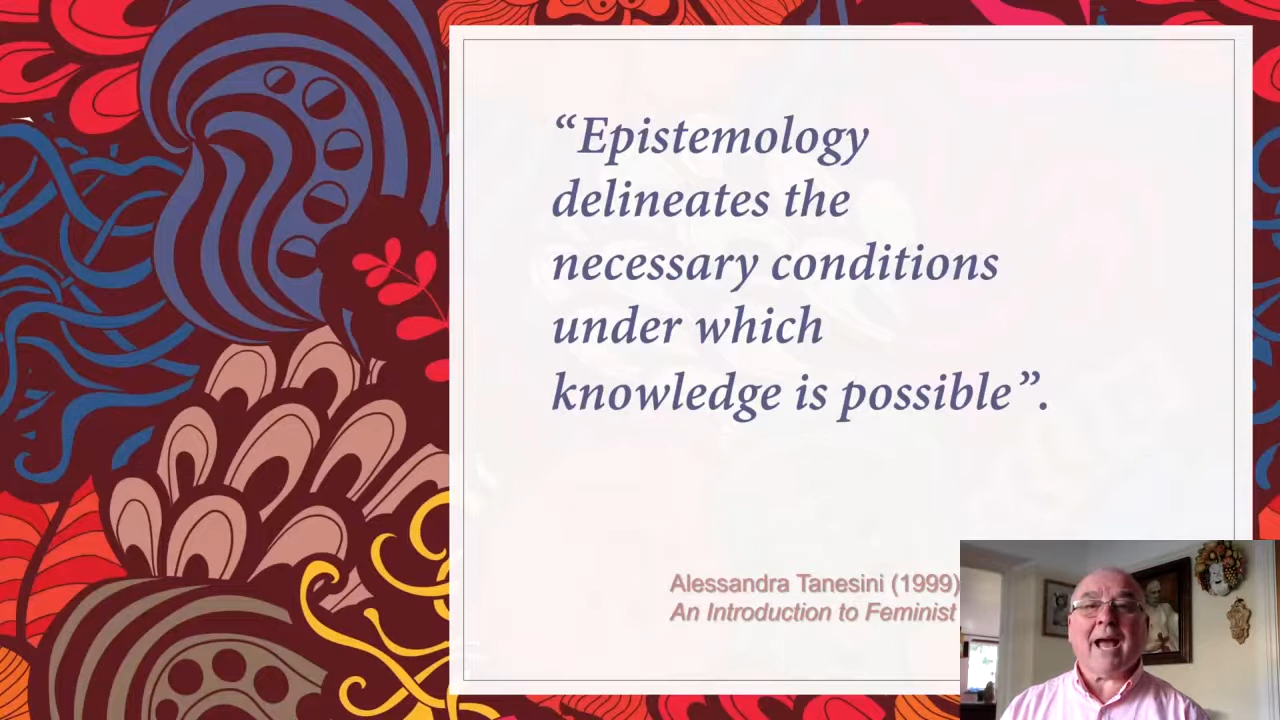 “Epistemology
delineates the
necessary conditions
under which
knowledge is possible”.
Alessandra Tanesini (1999)
An Introduction to Feminist